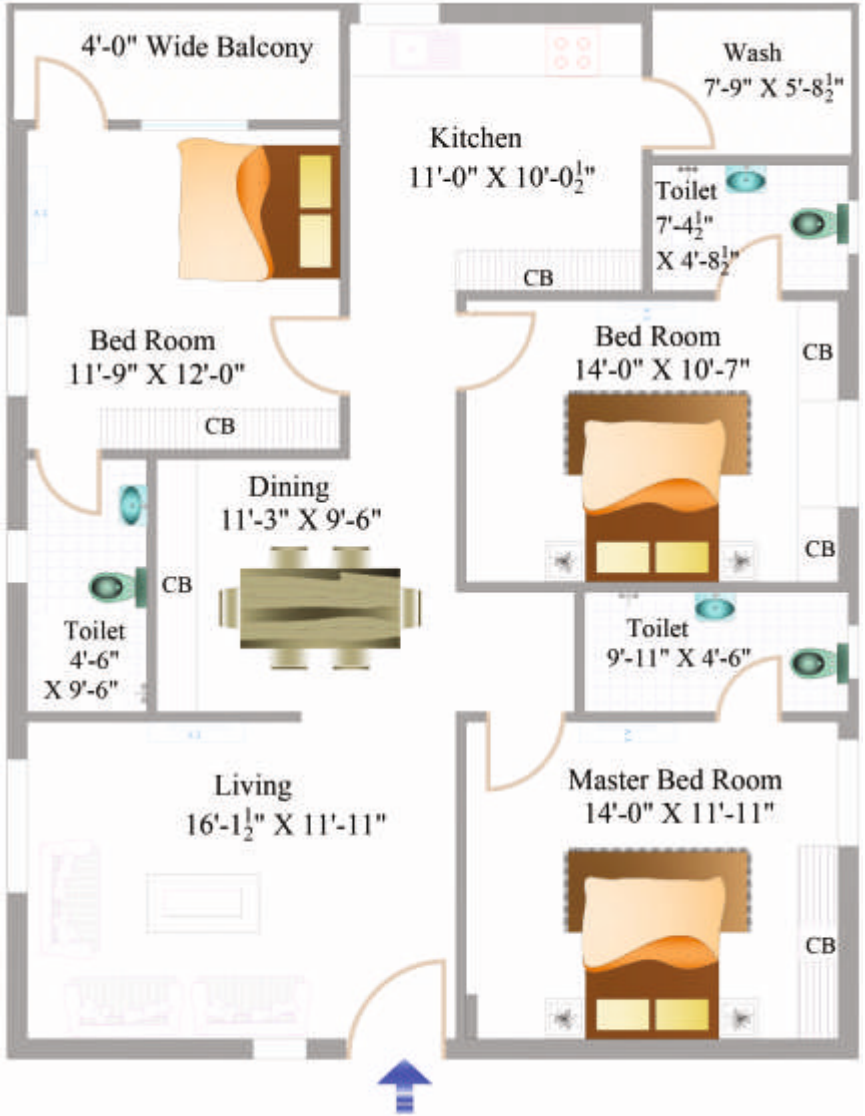 4'-0" Wide Balcony
Wash
7'-9" X 5'-8½"
Kitchen
11'-0" X 10'-0½"
Toilet
7'-4½"
X 4'-8½"
CB
Bed Room
11'-9" X 12'-0"
CB
Bed Room
14'-0" X 10'-7"
CB
CB
Dining
11'-3" X 9'-6"
CB
Toilet
4'-6"
X 9'-6"
Toilet
9'-11" X 4'-6"
Living
16'-1½" X 11'-11"
Master Bed Room
14'-0" X 11'-11"
CB